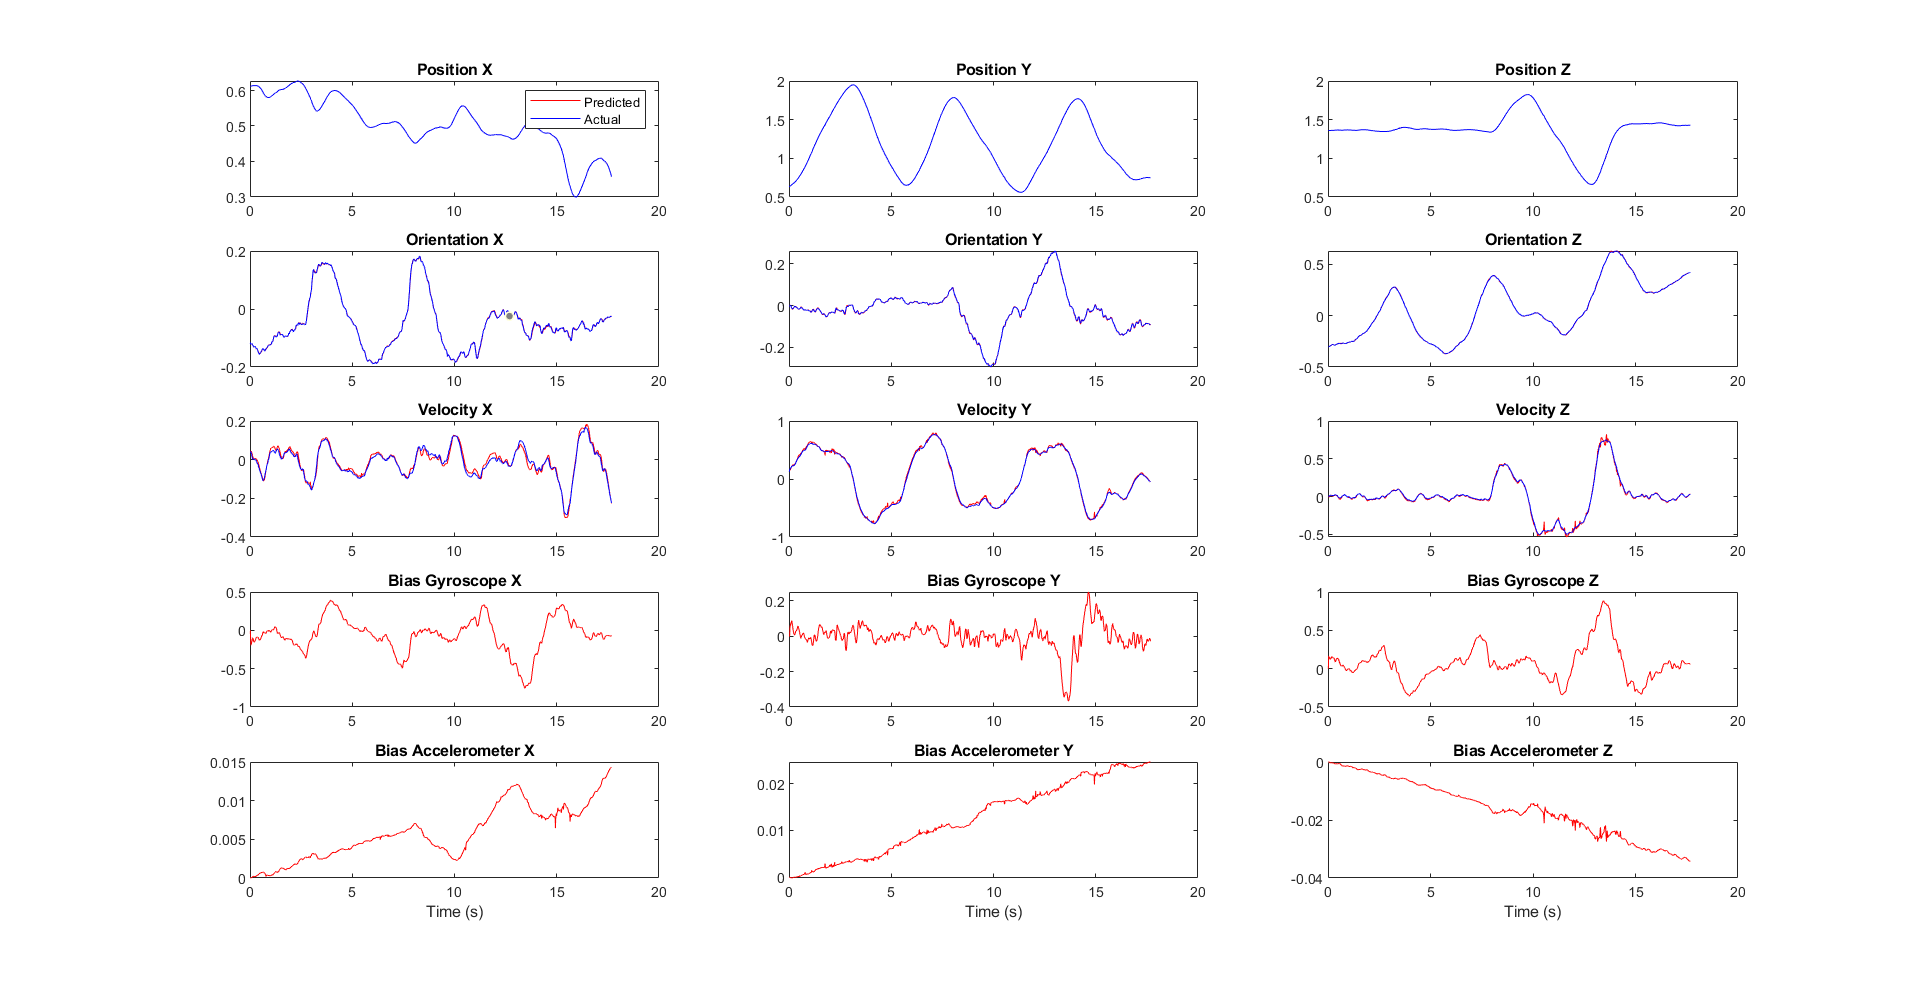 Position X
0.6
0.5
0.4
0.3
0 5 10 15 20
Predicted
Actual
Position Y
2
1.5
1
0.5
0 5 10 15 20
Position Z
2
1.5
1
0.5
0 5 10 15 20
Orientation X
0.2
0
-0.2
0 5 10 15 20
Orientation Y
0.2
0
-0.2
0 5 10 15 20
Orientation Z
0.5
0
-0.5
0 5 10 15 20
Velocity X
0.2
0
-0.2
-0.4
0 5 10 15 20
Velocity Y
1
0
-1
0 5 10 15 20
Velocity Z
1
0.5
0
-0.5
0 5 10 15 20
Bias Gyroscope X
0.5
0
-0.5
-1
0 5 10 15 20
Bias Gyroscope Y
0.2
0
-0.2
-0.4
0 5 10 15 20
Bias Gyroscope Z
1
0.5
0
-0.5
0 5 10 15 20
Bias Accelerometer X
0.015
0.01
0.005
0
0 5 10 15 20
Time (s)
Bias Accelerometer Y
0.02
0.01
0
0 5 10 15 20
Time (s)
Bias Accelerometer Z
0
-0.02
-0.04
0 5 10 15 20
Time (s)